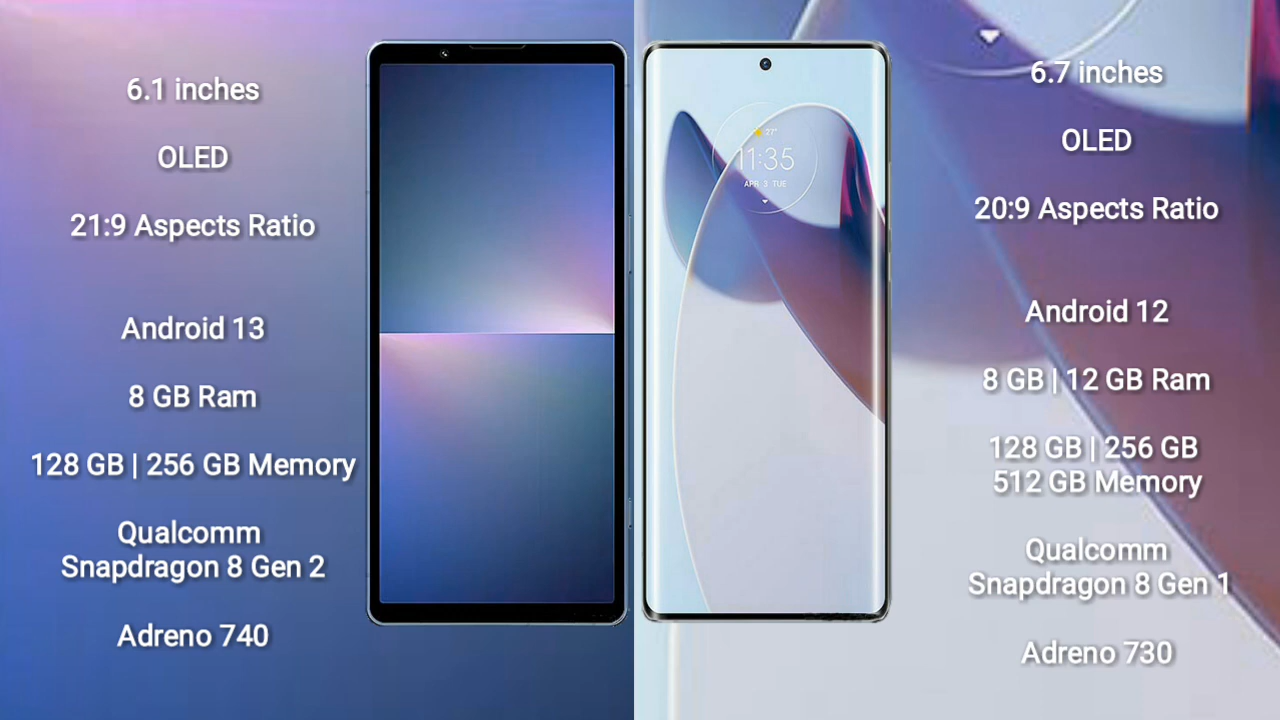 6.1 inches
OLED
21:9 Aspects Ratio
Android 13
8 GB Ram
128 GB | 256 GB Memory
Qualcomm
Snapdragon 8 Gen 2
Adreno 740
27°
11:35
APR 3 TUE
6.7 inches
OLED
20:9 Aspects Ratio
Android 12
8 GB | 12 GB Ram
128 GB | 256 GB
512 GB Memory
Qualcomm
Snapdragon 8 Gen 1
Adreno 730